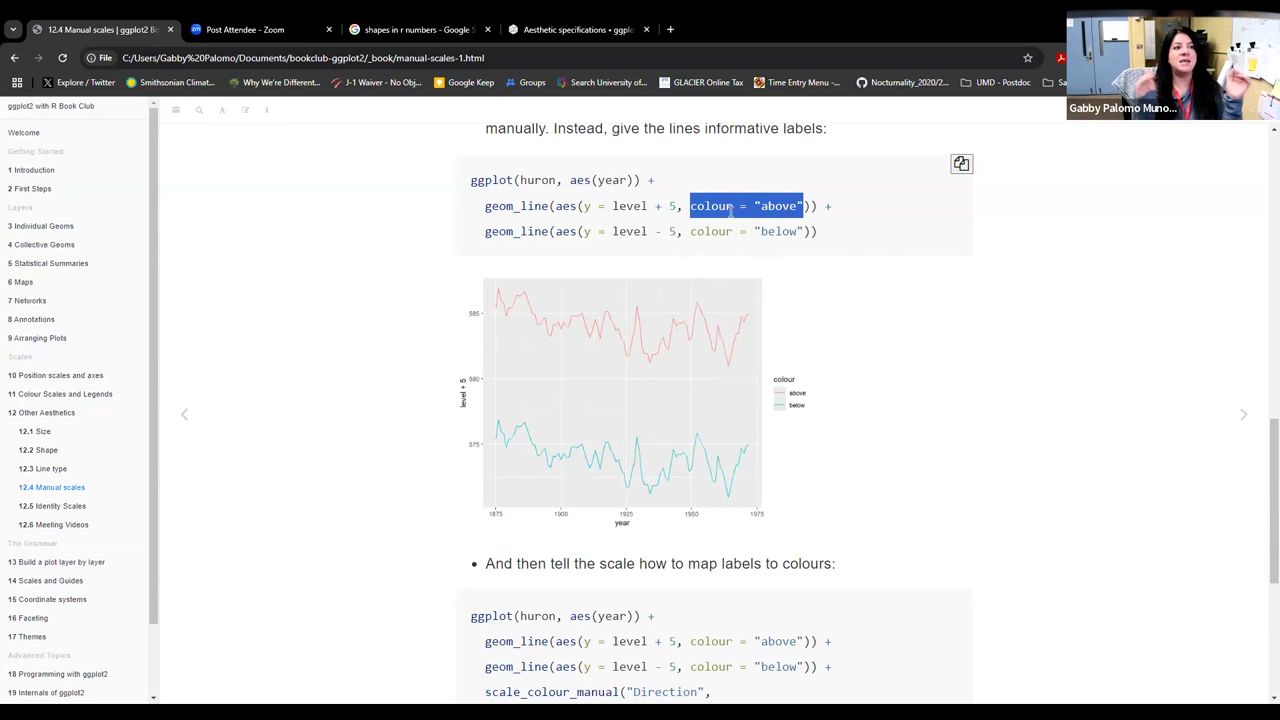 12.4 Manual scales | ggplot2 Bo
Post Attendee - Zoom
shapes in r numbers - Google S
Aesthetic specifications • ggplo
File
C:/Users/Gabby%20Palomo/Documents/bookclub-ggplot2/_book/manual-scales-1.html
Explore / Twitter
Smithsonian Climat...
Why We're Different...
J-1 Waiver - No Obj...
Google Keep
Groups
Search University of...
GLACIER Online Tax
Time Entry Menu -...
Nocturnality_2020/2...
UMD - Postdoc
Sa
Gabby Palomo Muno...
ggplot2 with R Book Club
Welcome
Getting Started
1 Introduction
2 First Steps
Layers
3 Individual Geoms
4 Collective Geoms
5 Statistical Summaries
6 Maps
7 Networks
8 Annotations
9 Arranging Plots
Scales
10 Position scales and axes
11 Colour Scales and Legends
12 Other Aesthetics
12.1 Size
12.2 Shape
12.3 Line type
12.4 Manual scales
12.5 Identity Scales
12.6 Meeting Videos
The Grammar
13 Build a plot layer by layer
14 Scales and Guides
15 Coordinate systems
16 Faceting
17 Themes
Advanced Topics
18 Programming with ggplot2
19 Internals of ggplot2
manually. Instead, give the lines informative labels:
ggplot(huron, aes(year)) +
geom_line(aes(y = level + 5, colour = "above")) +
geom_line(aes(y = level - 5, colour = "below"))
585
580
575
level + 5
1875
1900
1925
1950
1975
year
colour
above
below
• And then tell the scale how to map labels to colours:
ggplot(huron, aes(year)) +
geom_line(aes(y = level + 5, colour = "above")) +
geom_line(aes(y = level - 5, colour = "below")) +
scale_colour_manual("Direction",